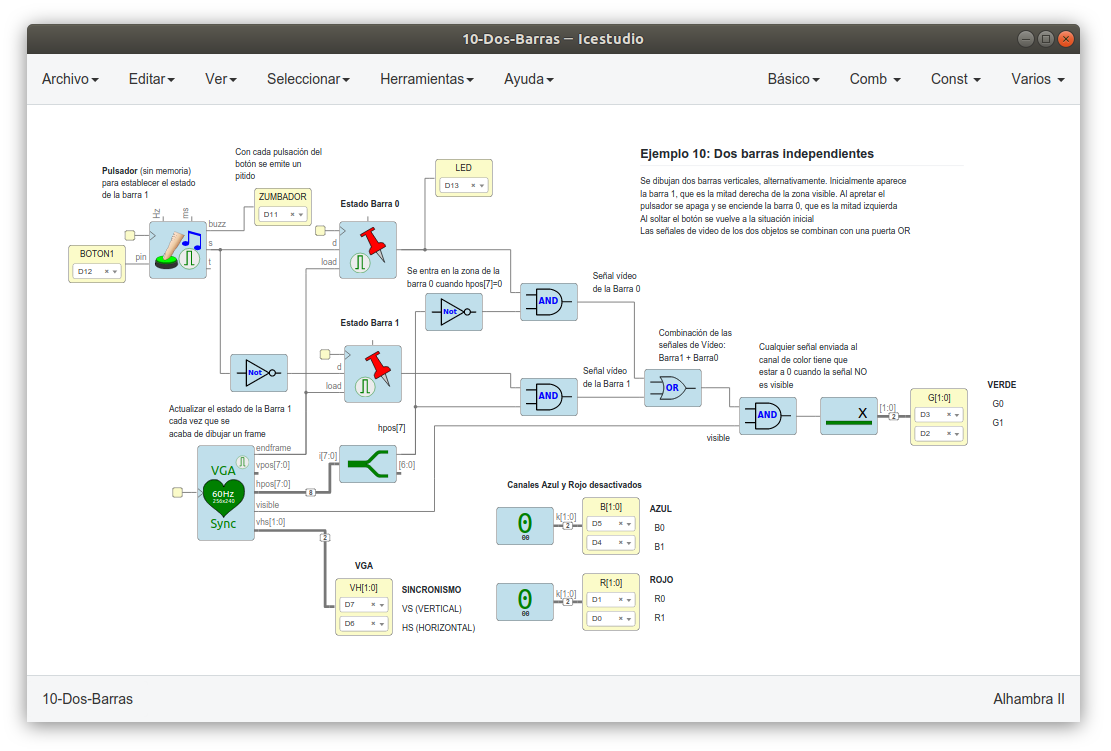 10-Dos-Barras — Icestudio
Archivo Editar Ver Seleccionar Herramientas Ayuda Básico Comb Const Varios
Con cada pulsación del
botón se emite un
pitido
Pulsador (sin memoria)
para establecer el estado
de la barra 1
Ejemplo 10: Dos barras independientes
Se dibujan dos barras verticales, alternativamente. Inicialmente aparece
la barra 1, que es la mitad derecha de la zona visible. Al apretar el
pulsador se apaga y se enciende la barra 0, que es la mitad izquierda
Al soltar el botón se vuelve a la situación inicial
Las señales de video de los dos objetos se combinan con una puerta OR
LED
D13
ZUMBADOR
D11
Estado Barra 0
Hz
ms
buzz
s
t
pin
BOTON1
D12
d
load
Se entra en la zona de la
barra 0 cuando hpos[7]=0
Not
AND
Señal vídeo
de la Barra 0
Estado Barra 1
d
load
Not
AND
Señal vídeo
de la Barra 1
Combinación de las
señales de Vídeo:
Barra1 + Barra0
OR
Cualquier señal enviada al
canal de color tiene que
estar a 0 cuando la señal NO
es visible
AND
X
[1:0]
2
G[1:0]
D3
D2
VERDE
G0
G1
Actualizar el estado de la Barra 1
cada vez que se
acaba de dibujar un frame
hpos[7]
i[7:0]
[6:0]
visible
VGA
60Hz
256x240
Sync
endframe
vpos[7:0]
hpos[7:0]
8
visible
vhs[1:0]
2
Canales Azul y Rojo desactivados
0
00
k[1:0]
2
B[1:0]
D5
D4
AZUL
B0
B1
VGA
VH[1:0]
D7
D6
SINCRONISMO
VS (VERTICAL)
HS (HORIZONTAL)
0
00
k[1:0]
2
R[1:0]
D1
D0
ROJO
R0
R1
10-Dos-Barras
Alhambra II